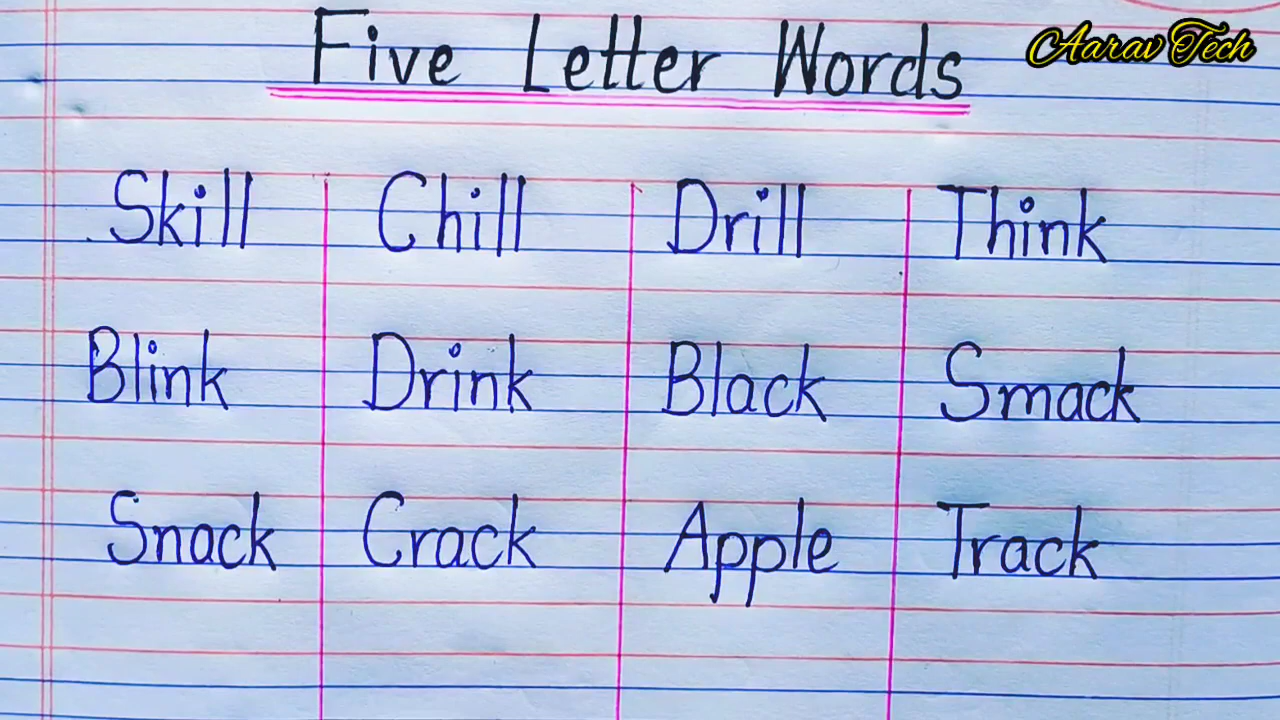 Five Letter Words
Aarav Tech
Skill Chill Drill Think
Blink Drink Black Smack
Snack Crack Apple Track